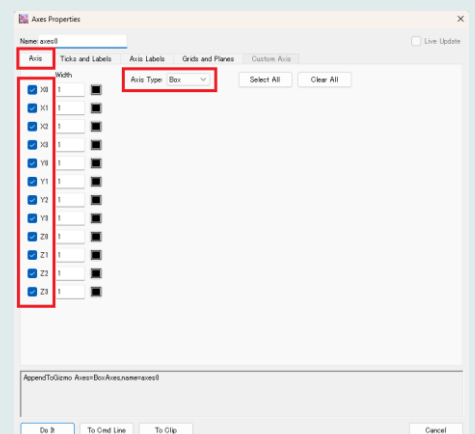 Axes Properties
Name: axes0
Live Update
Axis Ticks and Labels Axis Labels Grids and Planes Custom Axis
Width Axis Type: Box Select All Clear All
X0 1
X1 1
X2 1
X3 1
Y0 1
Y1 1
Y2 1
Y3 1
Z0 1
Z1 1
Z2 1
Z3 1
AppendToGizmo Axes=BoxAxes,name=axes0
Do It To Cmd Line To Clip Cancel